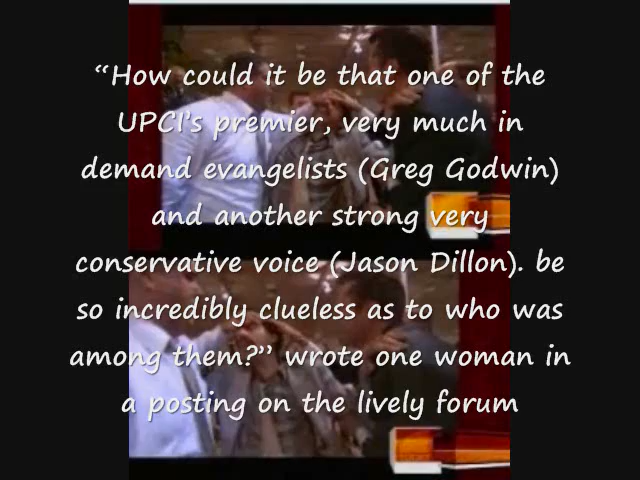 “How could it be that one of the
UPCI's premier, very much in
demand evangelists (Greg Godwin)
and another strong very
conservative voice (Jason Dillon). be
so incredibly clueless as to who was
among them?” wrote one woman in
a posting on the lively forum